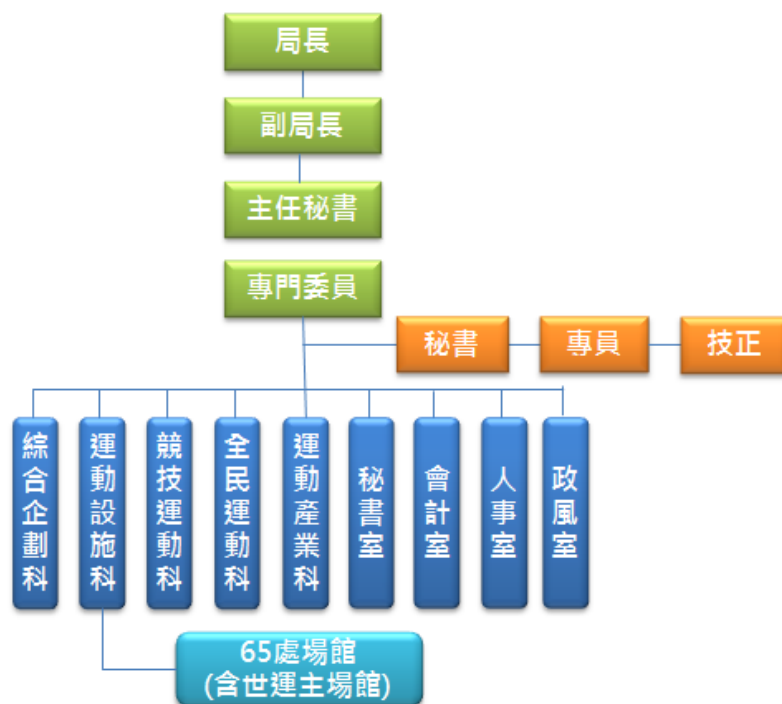 局長
副局長
主任秘書
專門委員
秘書
專員
技正
綜合企劃科
運動設施科
競技運動科
全民運動科
運動產業科
秘書室
會計室
人事室
政風室
65處場館
(含世運主場館)